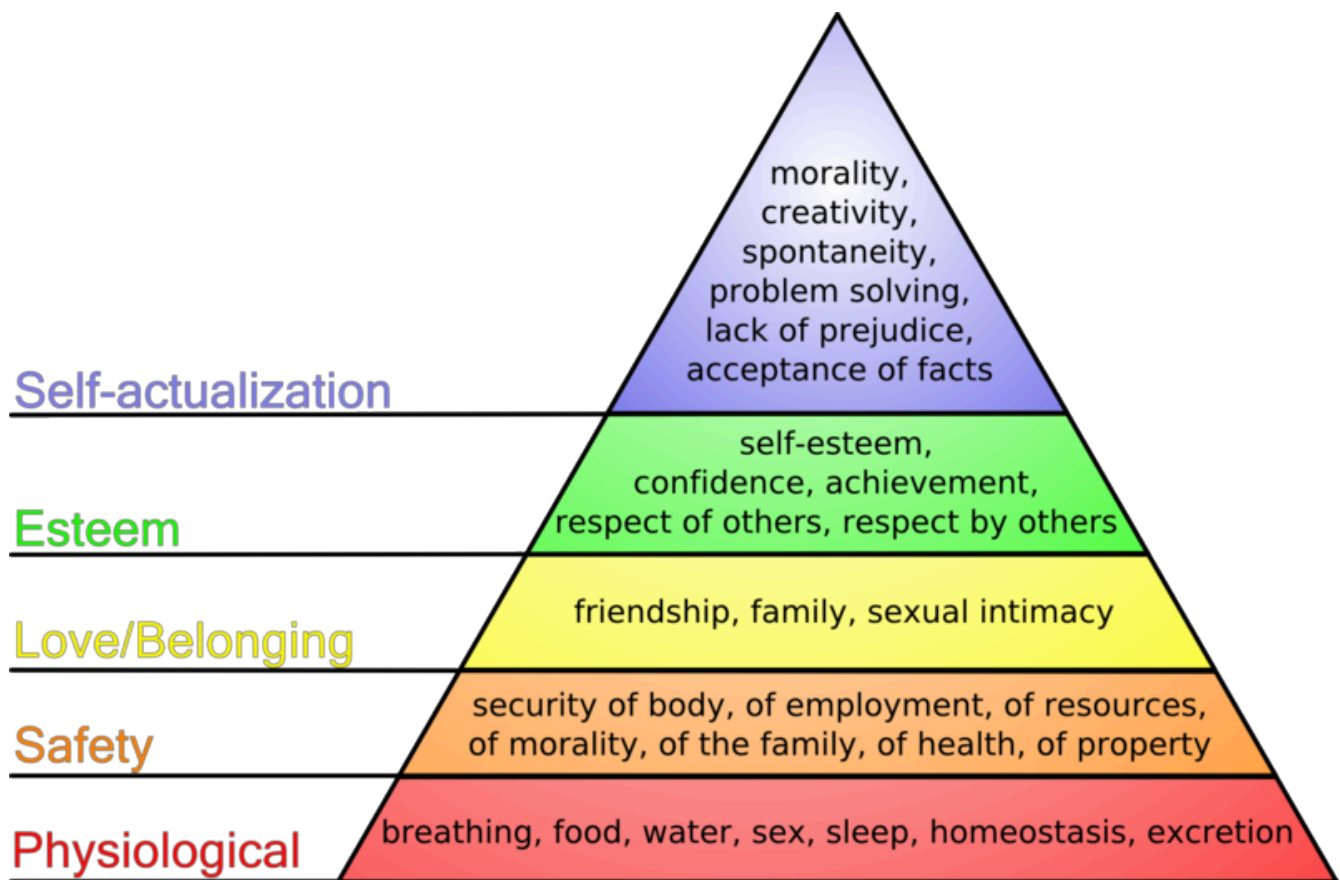 morality,
creativity,
spontaneity,
problem solving,
lack of prejudice,
acceptance of facts
Self-actualization
self-esteem,
confidence, achievement,
respect of others, respect by others
Esteem
friendship, family, sexual intimacy
Love/Belonging
security of body, of employment, of resources,
of morality, of the family, of health, of property
Safety
breathing, food, water, sex, sleep, homeostasis, excretion
Physiological